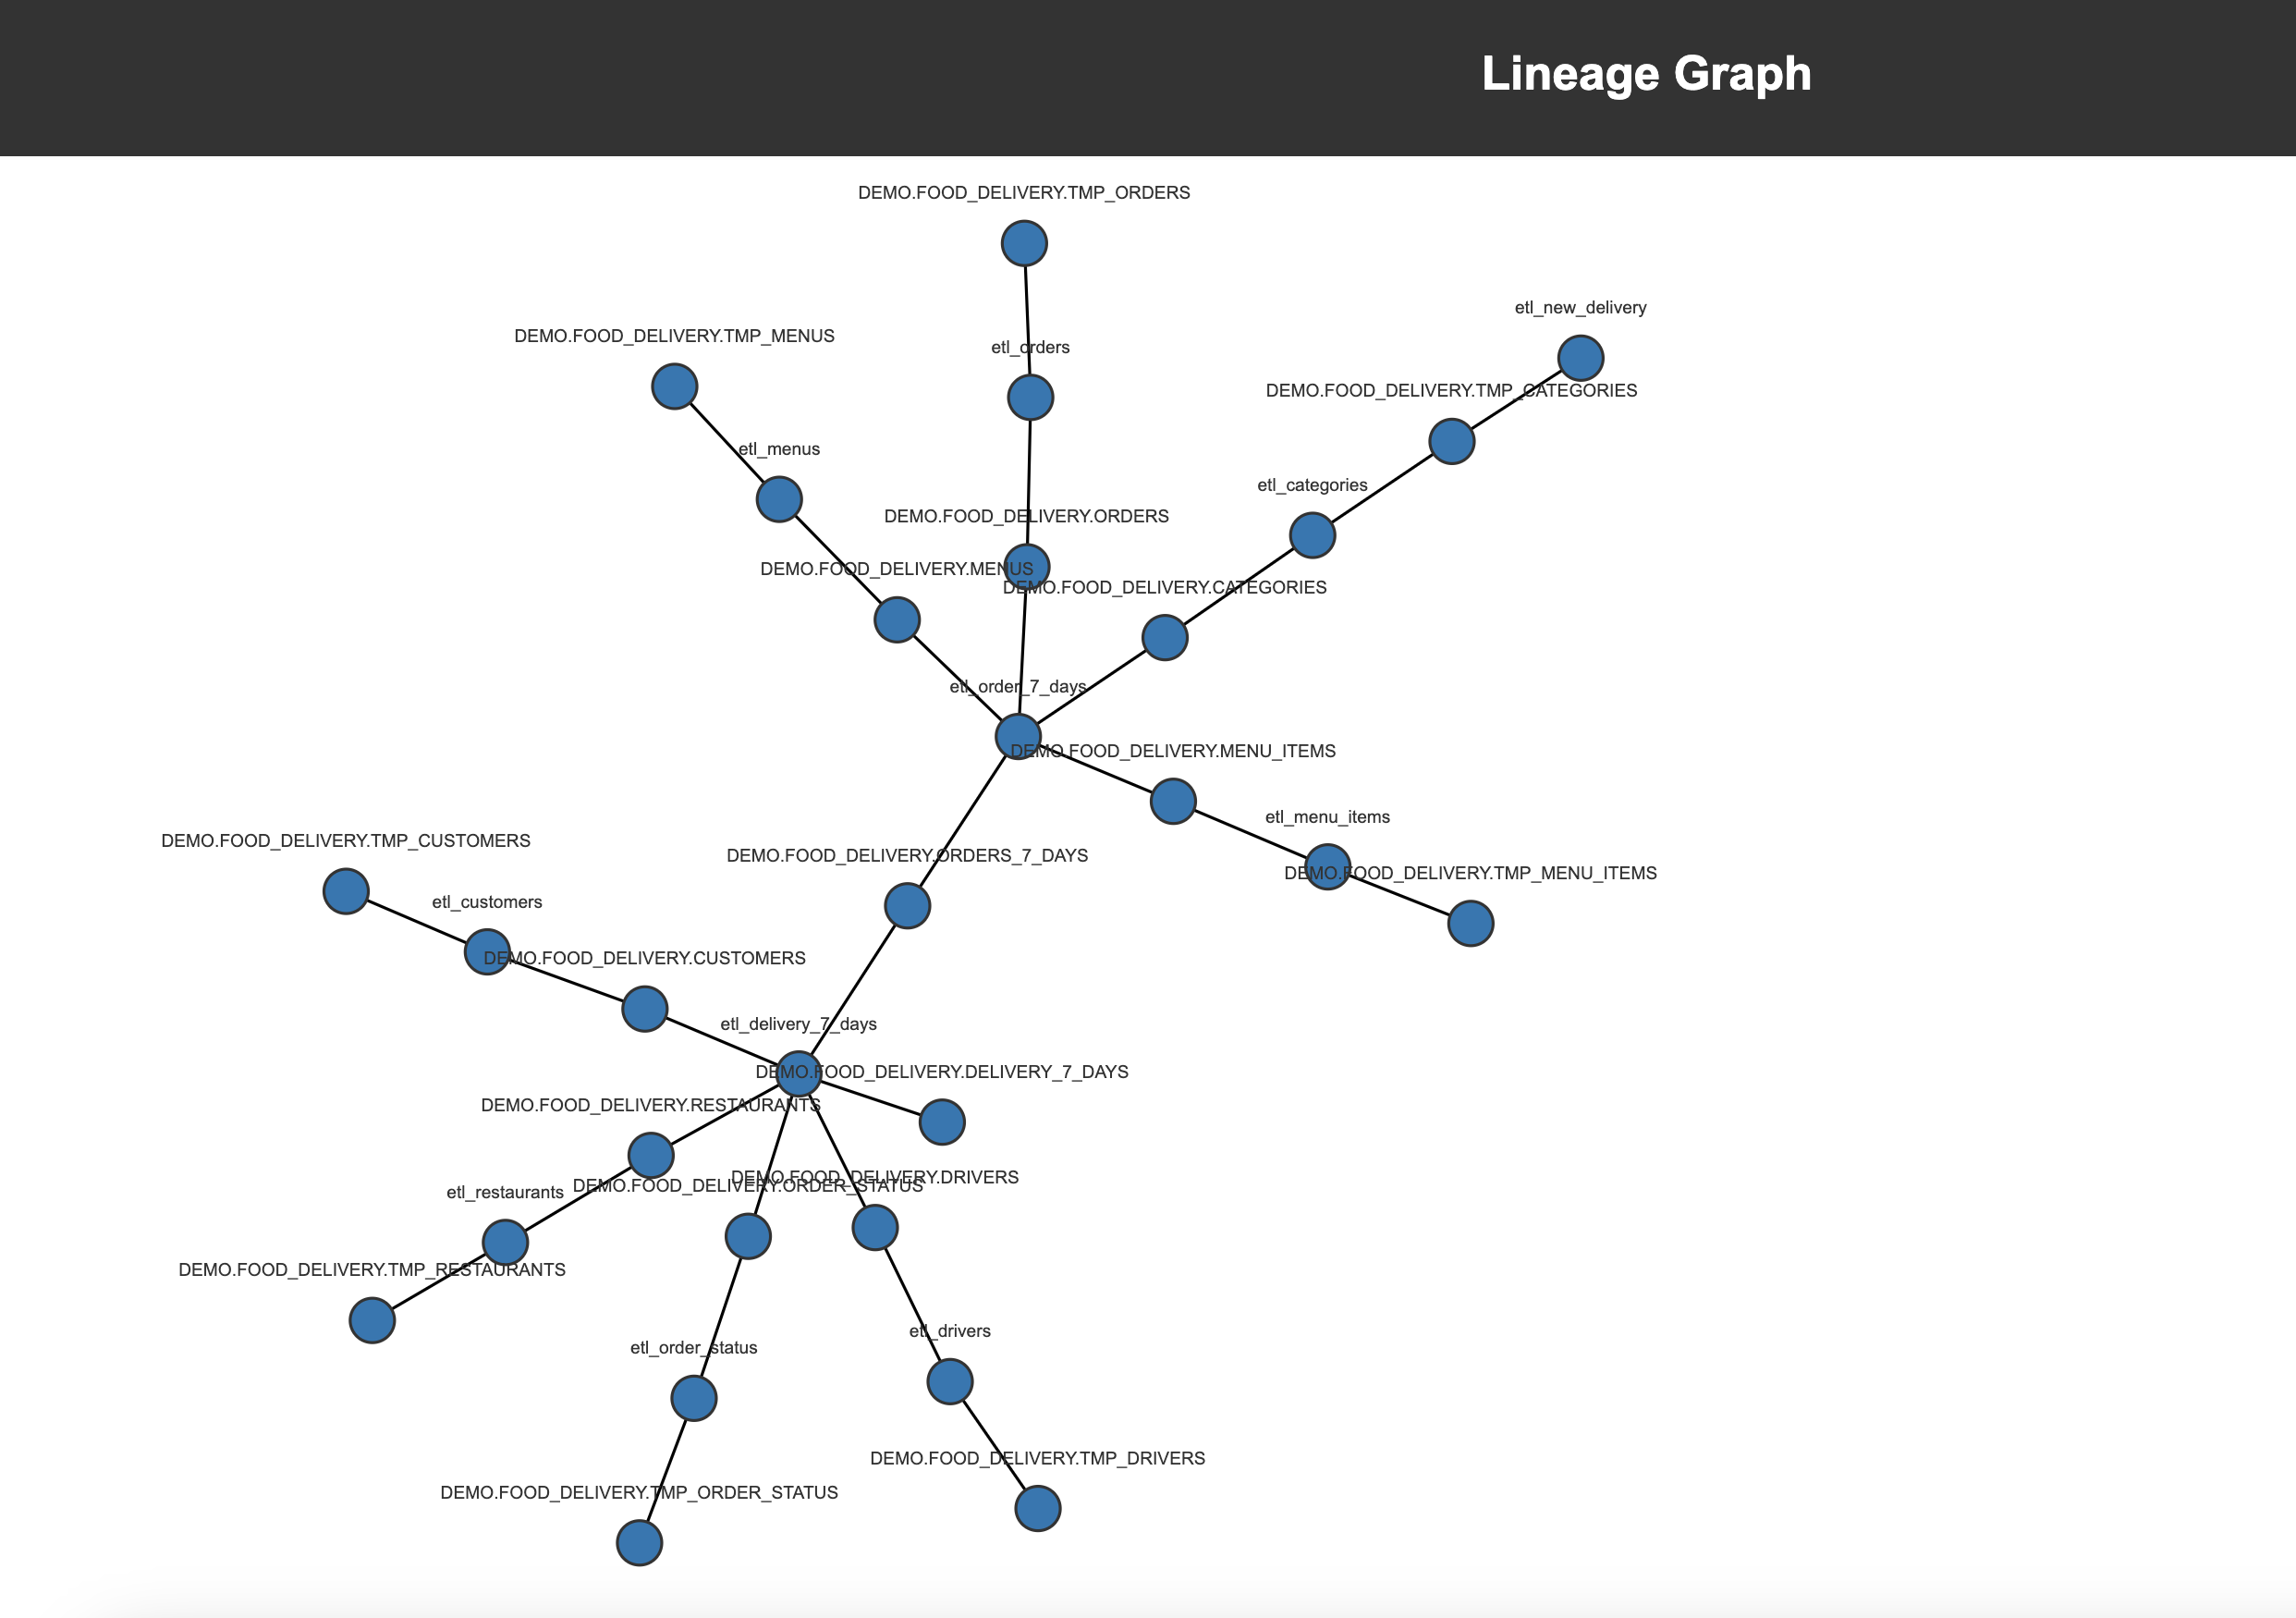 Lineage Graph
DEMO.FOOD_DELIVERY.TMP_ORDERS
etl_new_delivery
DEMO.FOOD_DELIVERY.TMP_MENUS
etl_orders
DEMO.FOOD_DELIVERY.TMP_CATEGORIES
etl_menus
etl_categories
DEMO.FOOD_DELIVERY.ORDERS
DEMO.FOOD_DELIVERY.MENUS
DEMO.FOOD_DELIVERY.CATEGORIES
etl_order_7_days
DEMO.FOOD_DELIVERY.MENU_ITEMS
etl_menu_items
DEMO.FOOD_DELIVERY.TMP_CUSTOMERS
DEMO.FOOD_DELIVERY.ORDERS_7_DAYS
DEMO.FOOD_DELIVERY.TMP_MENU_ITEMS
etl_customers
DEMO.FOOD_DELIVERY.CUSTOMERS
etl_delivery_7_days
DEMO.FOOD_DELIVERY.DELIVERY_7_DAYS
DEMO.FOOD_DELIVERY.RESTAURANTS
DEMO.FOOD_DELIVERY.DRIVERS
DEMO.FOOD_DELIVERY.ORDER_STATUS
etl_restaurants
DEMO.FOOD_DELIVERY.TMP_RESTAURANTS
etl_drivers
etl_order_status
DEMO.FOOD_DELIVERY.TMP_DRIVERS
DEMO.FOOD_DELIVERY.TMP_ORDER_STATUS